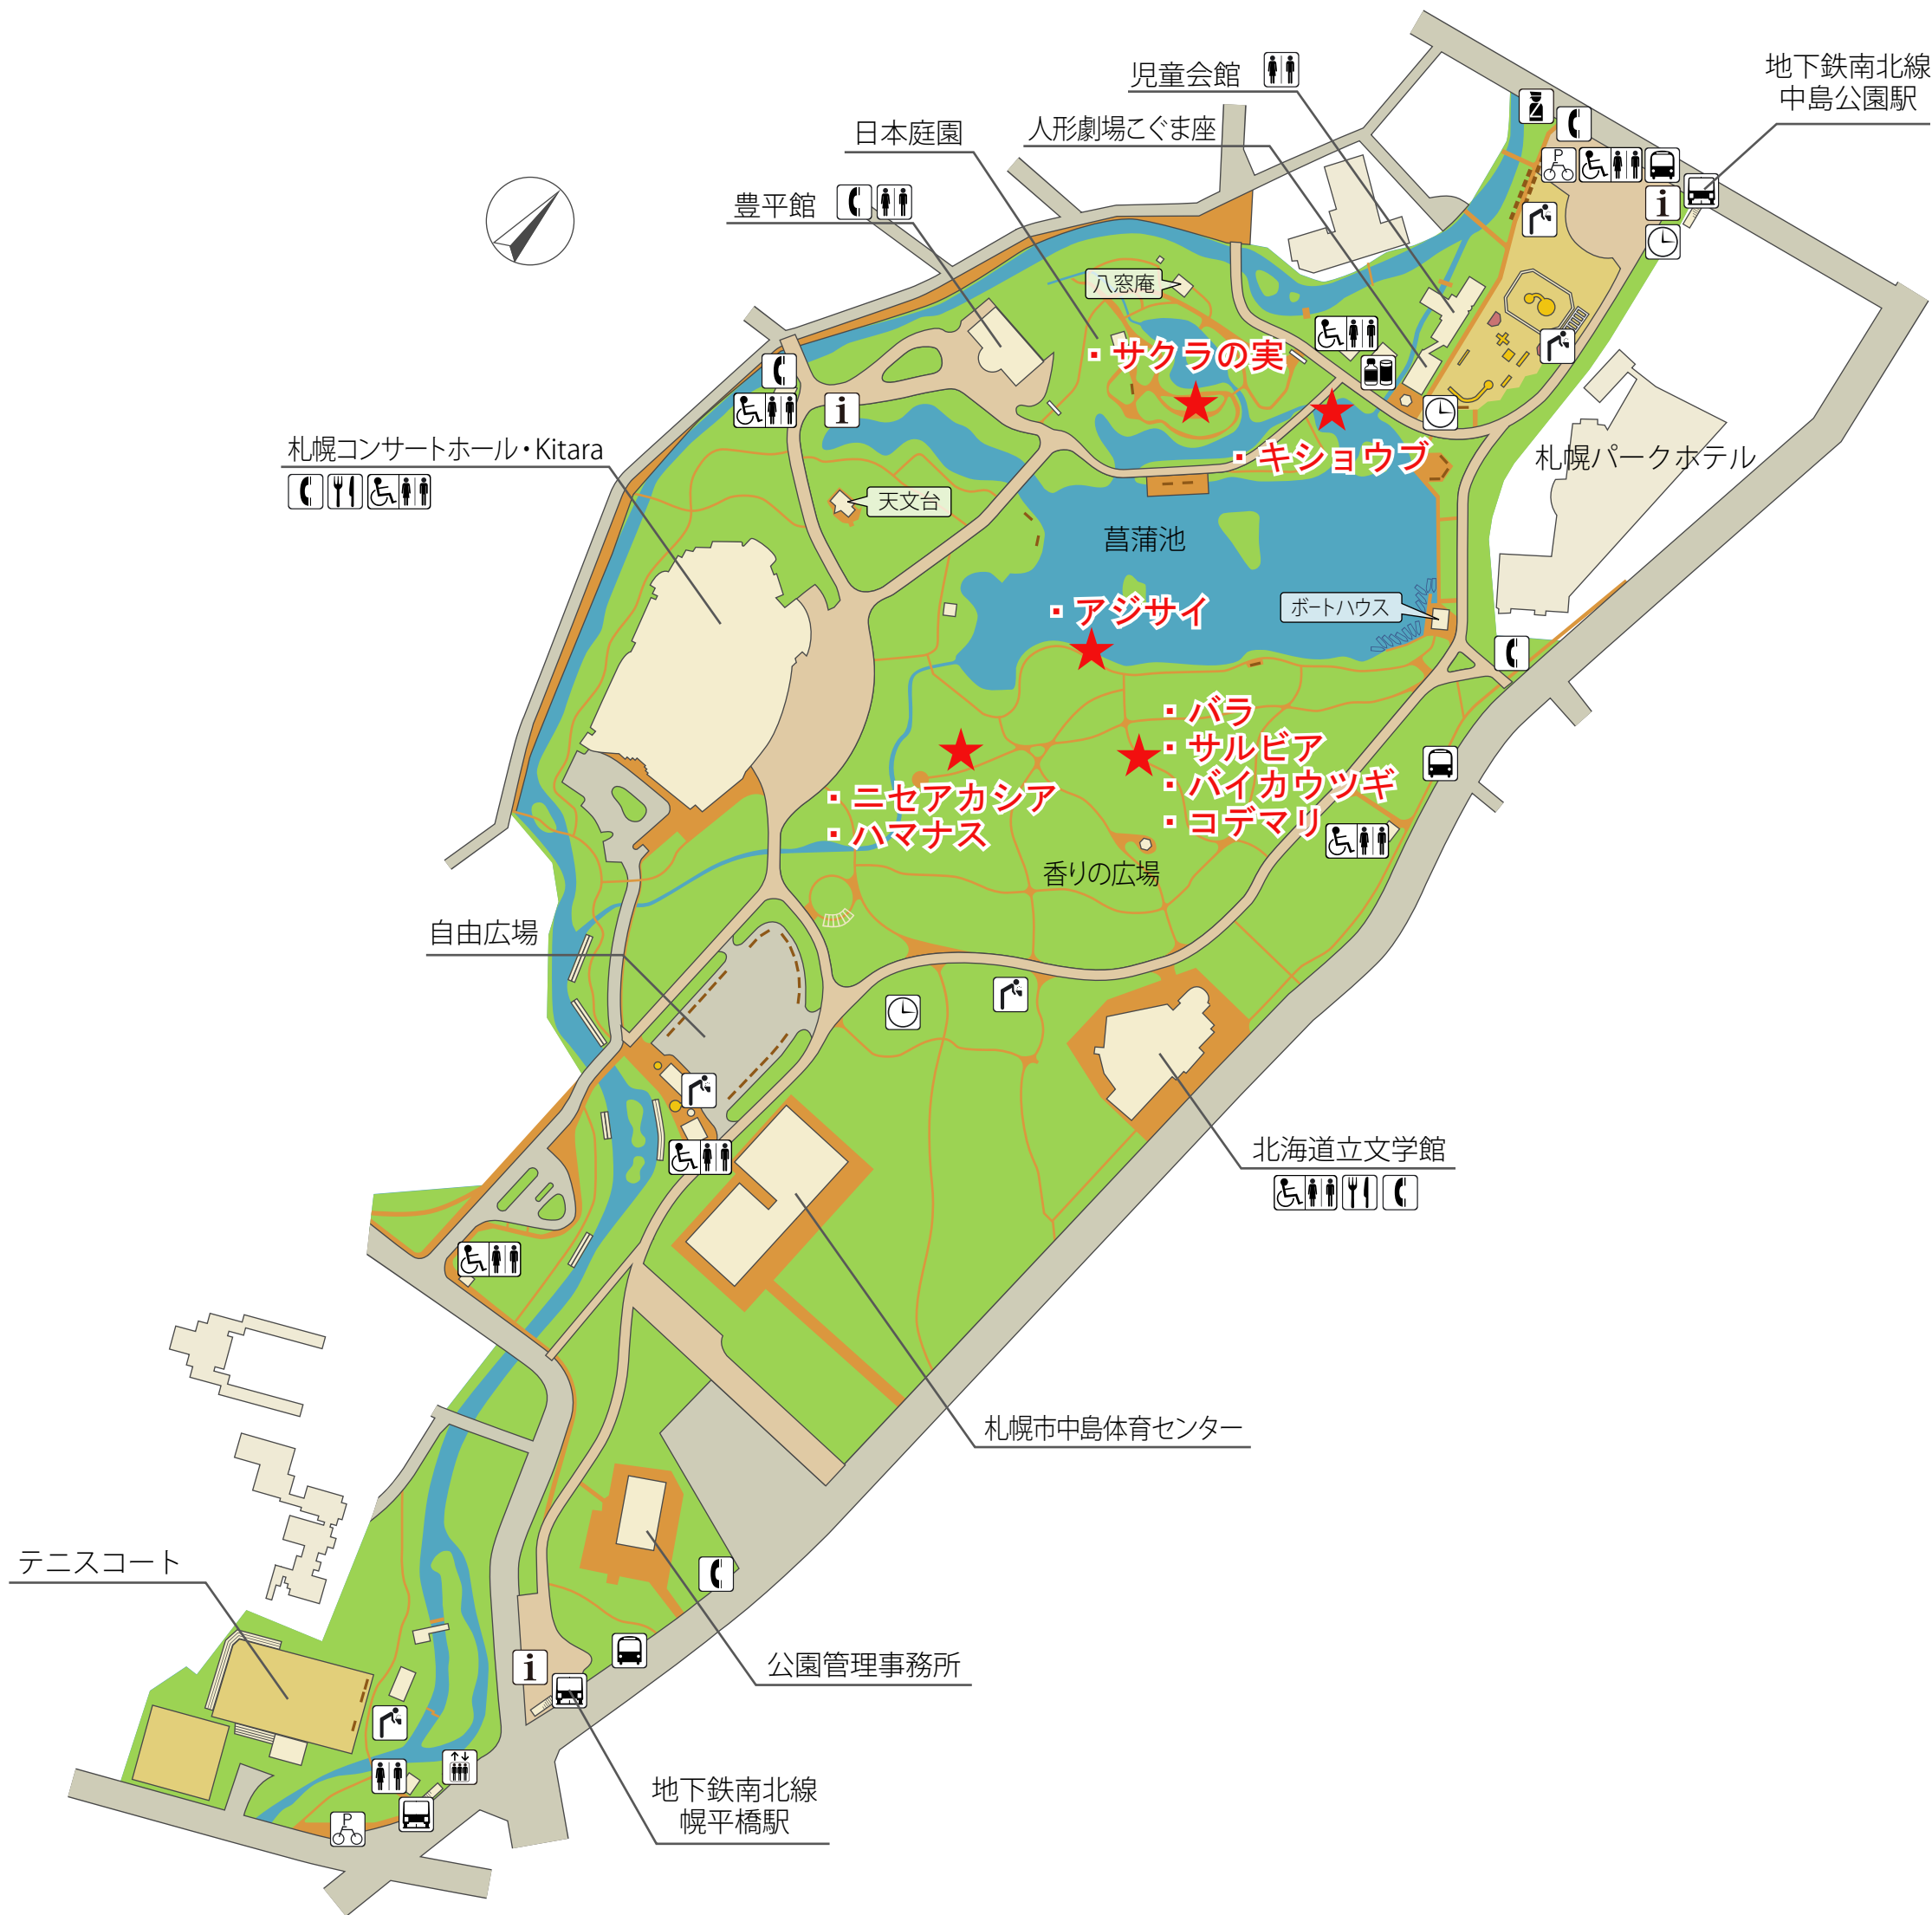 地下鉄南北線
中島公園駅
児童会館
人形劇場こぐま座
日本庭園
豊平館
八窓庵
・サクラの実
・キショウブ
札幌コンサートホール・Kitara
天文台
札幌パークホテル
菖蒲池
ボートハウス
・アジサイ
・バラ
・サルビア
・バイカウツギ
・コデマリ
・ニセアカシア
・ハマナス
香りの広場
自由広場
北海道立文学館
札幌市中島体育センター
テニスコート
公園管理事務所
地下鉄南北線
幌平橋駅
P
i
i
i
P